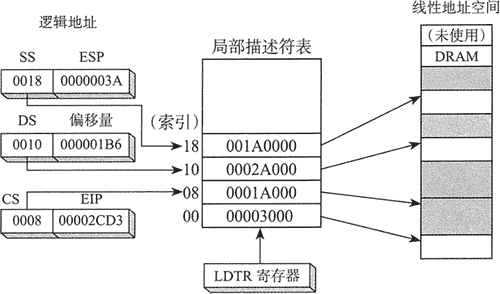 逻辑地址
SS ESP
0018 0000003A
DS 偏移量
0010 000001B6
CS EIP
0008 00002CD3
局部描述符表
(索引)
18 001A0000
10 0002A000
08 0001A000
00 00003000
LDTR 寄存器
线性地址空间
(未使用)
DRAM